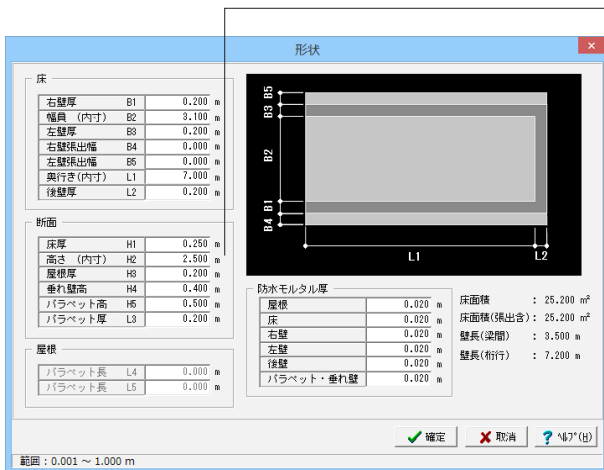 形状
床
右壁厚 B1 0.200 m
幅員 (内寸) B2 3.100 m
左壁厚 B3 0.200 m
右壁張出幅 B4 0.000 m
左壁張出幅 B5 0.000 m
奥行き(内寸) L1 7.000 m
後壁厚 L2 0.200 m
断面
床厚 H1 0.250 m
高さ (内寸) H2 2.500 m
屋根厚 H3 0.200 m
垂れ壁高 H4 0.400 m
パラペット高 H5 0.500 m
パラペット厚 L3 0.200 m
屋根
パラペット長 L4 0.000 m
パラペット長 L5 0.000 m
B5
B3
B2
B1
B4
L1 L2
防水モルタル厚
屋根 0.020 m
床 0.020 m
右壁 0.020 m
左壁 0.020 m
後壁 0.020 m
パラペット・垂れ壁 0.020 m
床面積 : 25.200 m²
床面積(張出含) : 25.200 m²
壁長(梁間) : 3.500 m
壁長(桁行) : 7.200 m
確定 取消 ? ヘルプ(H)
範囲 : 0.001 ～ 1.000 m